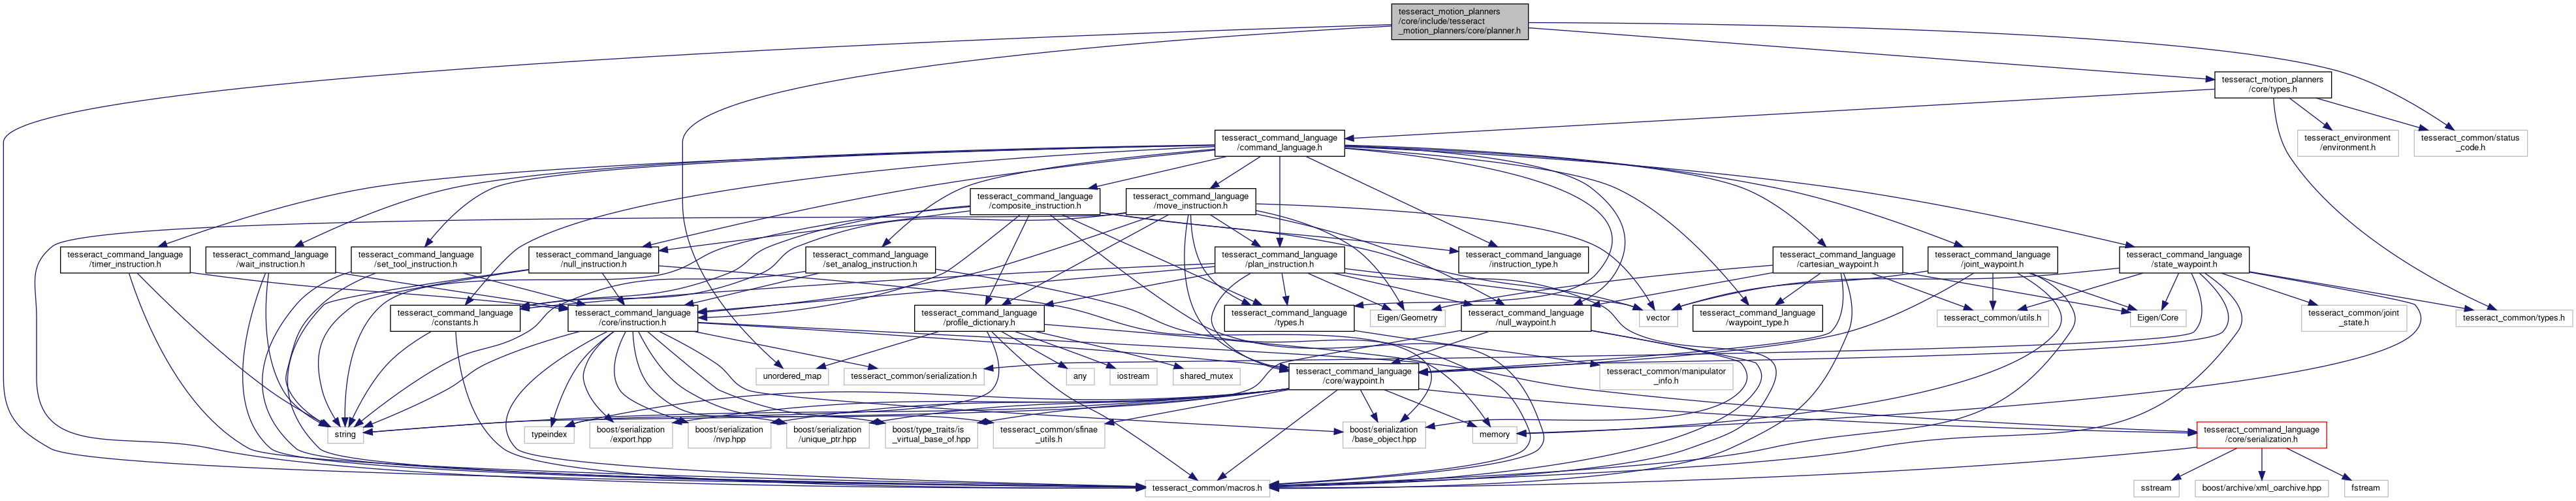 tesseract_motion_planners
/core/include/tesseract
_motion_planners/core/planner.h
tesseract_motion_planners
/core/types.h
tesseract_command_language
/command_language.h
tesseract_environment
/environment.h
tesseract_common/status
_code.h
tesseract_command_language
/composite_instruction.h
tesseract_command_language
/move_instruction.h
tesseract_command_language
/timer_instruction.h
tesseract_command_language
/wait_instruction.h
tesseract_command_language
/set_tool_instruction.h
tesseract_command_language
/null_instruction.h
tesseract_command_language
/set_analog_instruction.h
tesseract_command_language
/plan_instruction.h
tesseract_command_language
/instruction_type.h
tesseract_command_language
/cartesian_waypoint.h
tesseract_command_language
/joint_waypoint.h
tesseract_command_language
/state_waypoint.h
tesseract_command_language
/constants.h
tesseract_command_language
/core/instruction.h
tesseract_command_language
/profile_dictionary.h
tesseract_command_language
/types.h
Eigen/Geometry
tesseract_command_language
/null_waypoint.h
vector
tesseract_command_language
/waypoint_type.h
tesseract_common/utils.h
Eigen/Core
tesseract_common/joint
_state.h
tesseract_common/types.h
unordered_map
tesseract_common/serialization.h
any
iostream
shared_mutex
tesseract_command_language
/core/waypoint.h
tesseract_common/manipulator
_info.h
string
typeindex
boost/serialization
/export.hpp
boost/serialization
/nvp.hpp
boost/serialization
/unique_ptr.hpp
boost/type_traits/is
_virtual_base_of.hpp
tesseract_common/sfinae
_utils.h
boost/serialization
/base_object.hpp
memory
tesseract_command_language
/core/serialization.h
tesseract_common/macros.h
sstream
boost/archive/xml_oarchive.hpp
fstream